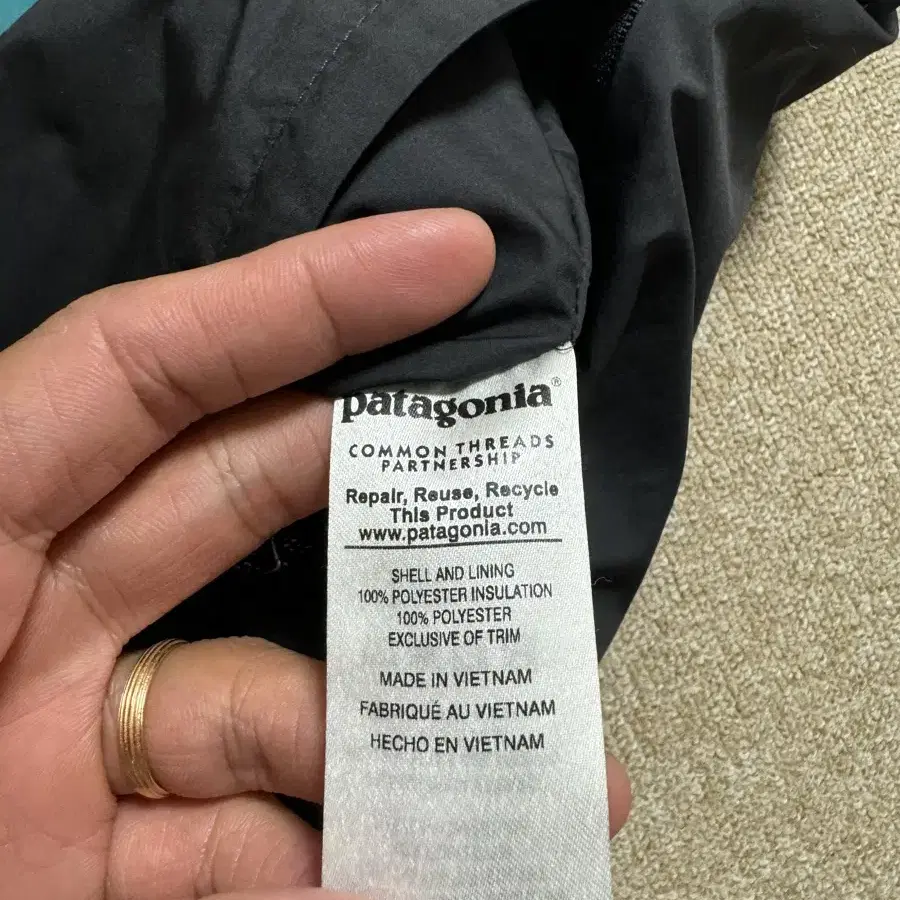 patagonia®
COMMON THREADS
PARTNERSHIP
Repair, Reuse, Recycle
This Product
www.patagonia.com
SHELL AND LINING
100% POLYESTER INSULATION
100% POLYESTER
EXCLUSIVE OF TRIM
MADE IN VIETNAM
FABRIQUÉ AU VIETNAM
HECHO EN VIETNAM